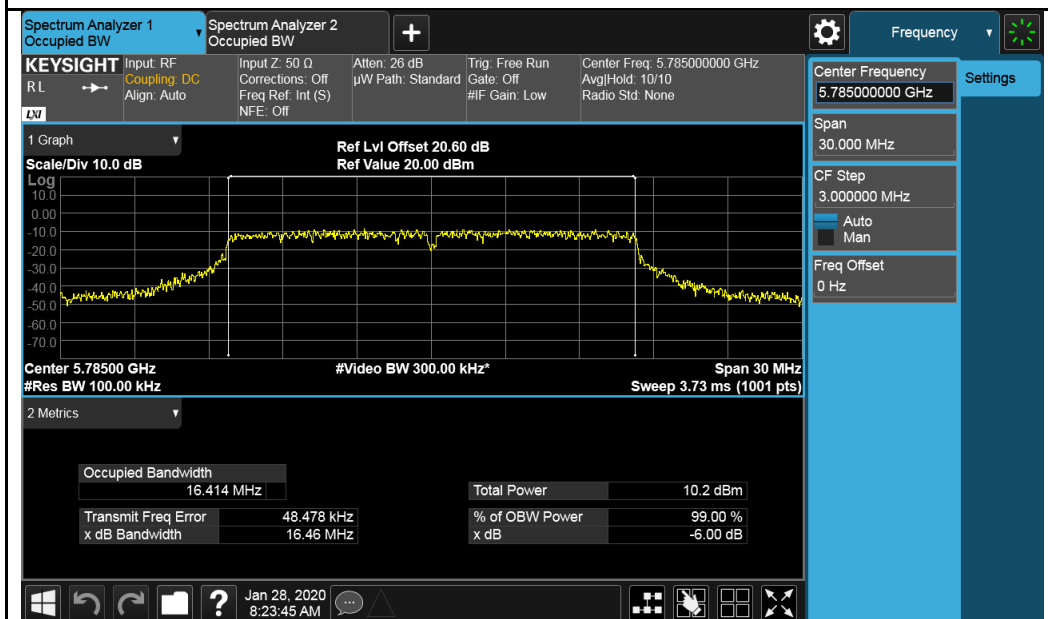 Spectrum Analyzer 1
Occupied BW
Spectrum Analyzer 2
Occupied BW
+
Frequency
KEYSIGHT
R L
LXI
Input: RF
Coupling: DC
Align: Auto
Input Z: 50 Ω
Corrections: Off
Freq Ref: Int (S)
NFE: Off
Atten: 26 dB
µW Path: Standard
Trig: Free Run
Gate: Off
#IF Gain: Low
Center Freq: 5.785000000 GHz
Avg|Hold: 10/10
Radio Std: None
Center Frequency
5.785000000 GHz
Settings
Span
30.000 MHz
CF Step
3.000000 MHz
Auto
Man
Freq Offset
0 Hz
1 Graph
Scale/Div 10.0 dB
Ref Lvl Offset 20.60 dB
Ref Value 20.00 dBm
Log
10.0
0.00
-10.0
-20.0
-30.0
-40.0
-50.0
-60.0
-70.0
Center 5.78500 GHz
#Video BW 300.00 kHz*
Span 30 MHz
#Res BW 100.00 kHz
Sweep 3.73 ms (1001 pts)
2 Metrics
Occupied Bandwidth
16.414 MHz
Total Power 10.2 dBm
Transmit Freq Error 48.478 kHz
% of OBW Power 99.00 %
x dB Bandwidth 16.46 MHz
x dB -6.00 dB
?
Jan 28, 2020
8:23:45 AM